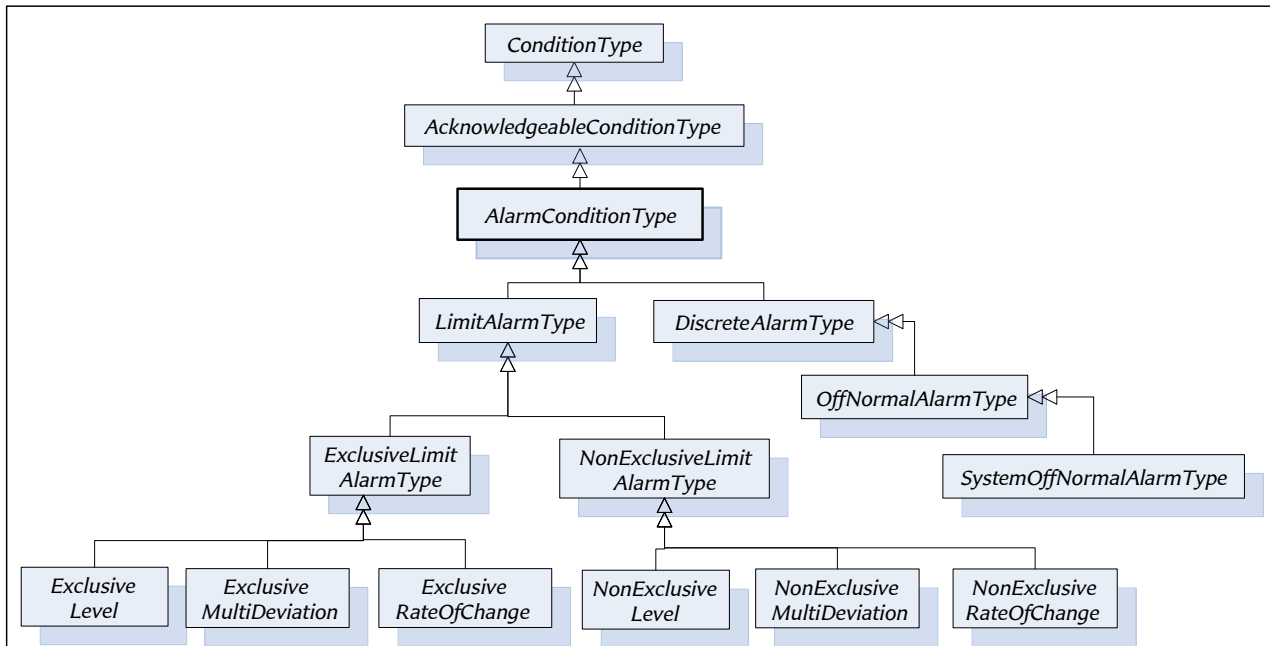 ConditionType
AcknowledgeableConditionType
AlarmConditionType
LimitAlarmType
DiscreteAlarmType
OffNormalAlarmType
ExclusiveLimit
AlarmType
NonExclusiveLimit
AlarmType
SystemOffNormalAlarmType
Exclusive
Level
Exclusive
MultiDeviation
Exclusive
RateOfChange
NonExclusive
Level
NonExclusive
MultiDeviation
NonExclusive
RateOfChange